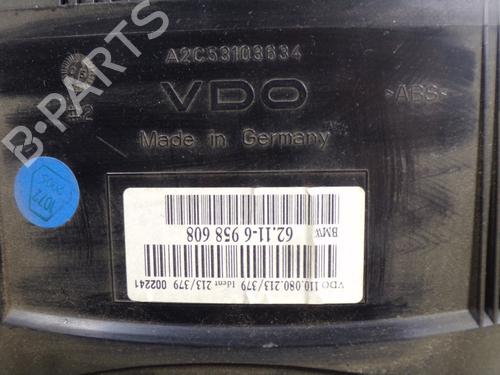 A2C53103634
VDO
>ABS<
Made in Germany
B-PARTS
BMW
62.11-6 958 608
VDO 110.080.213/379 Ident 213/379 002241